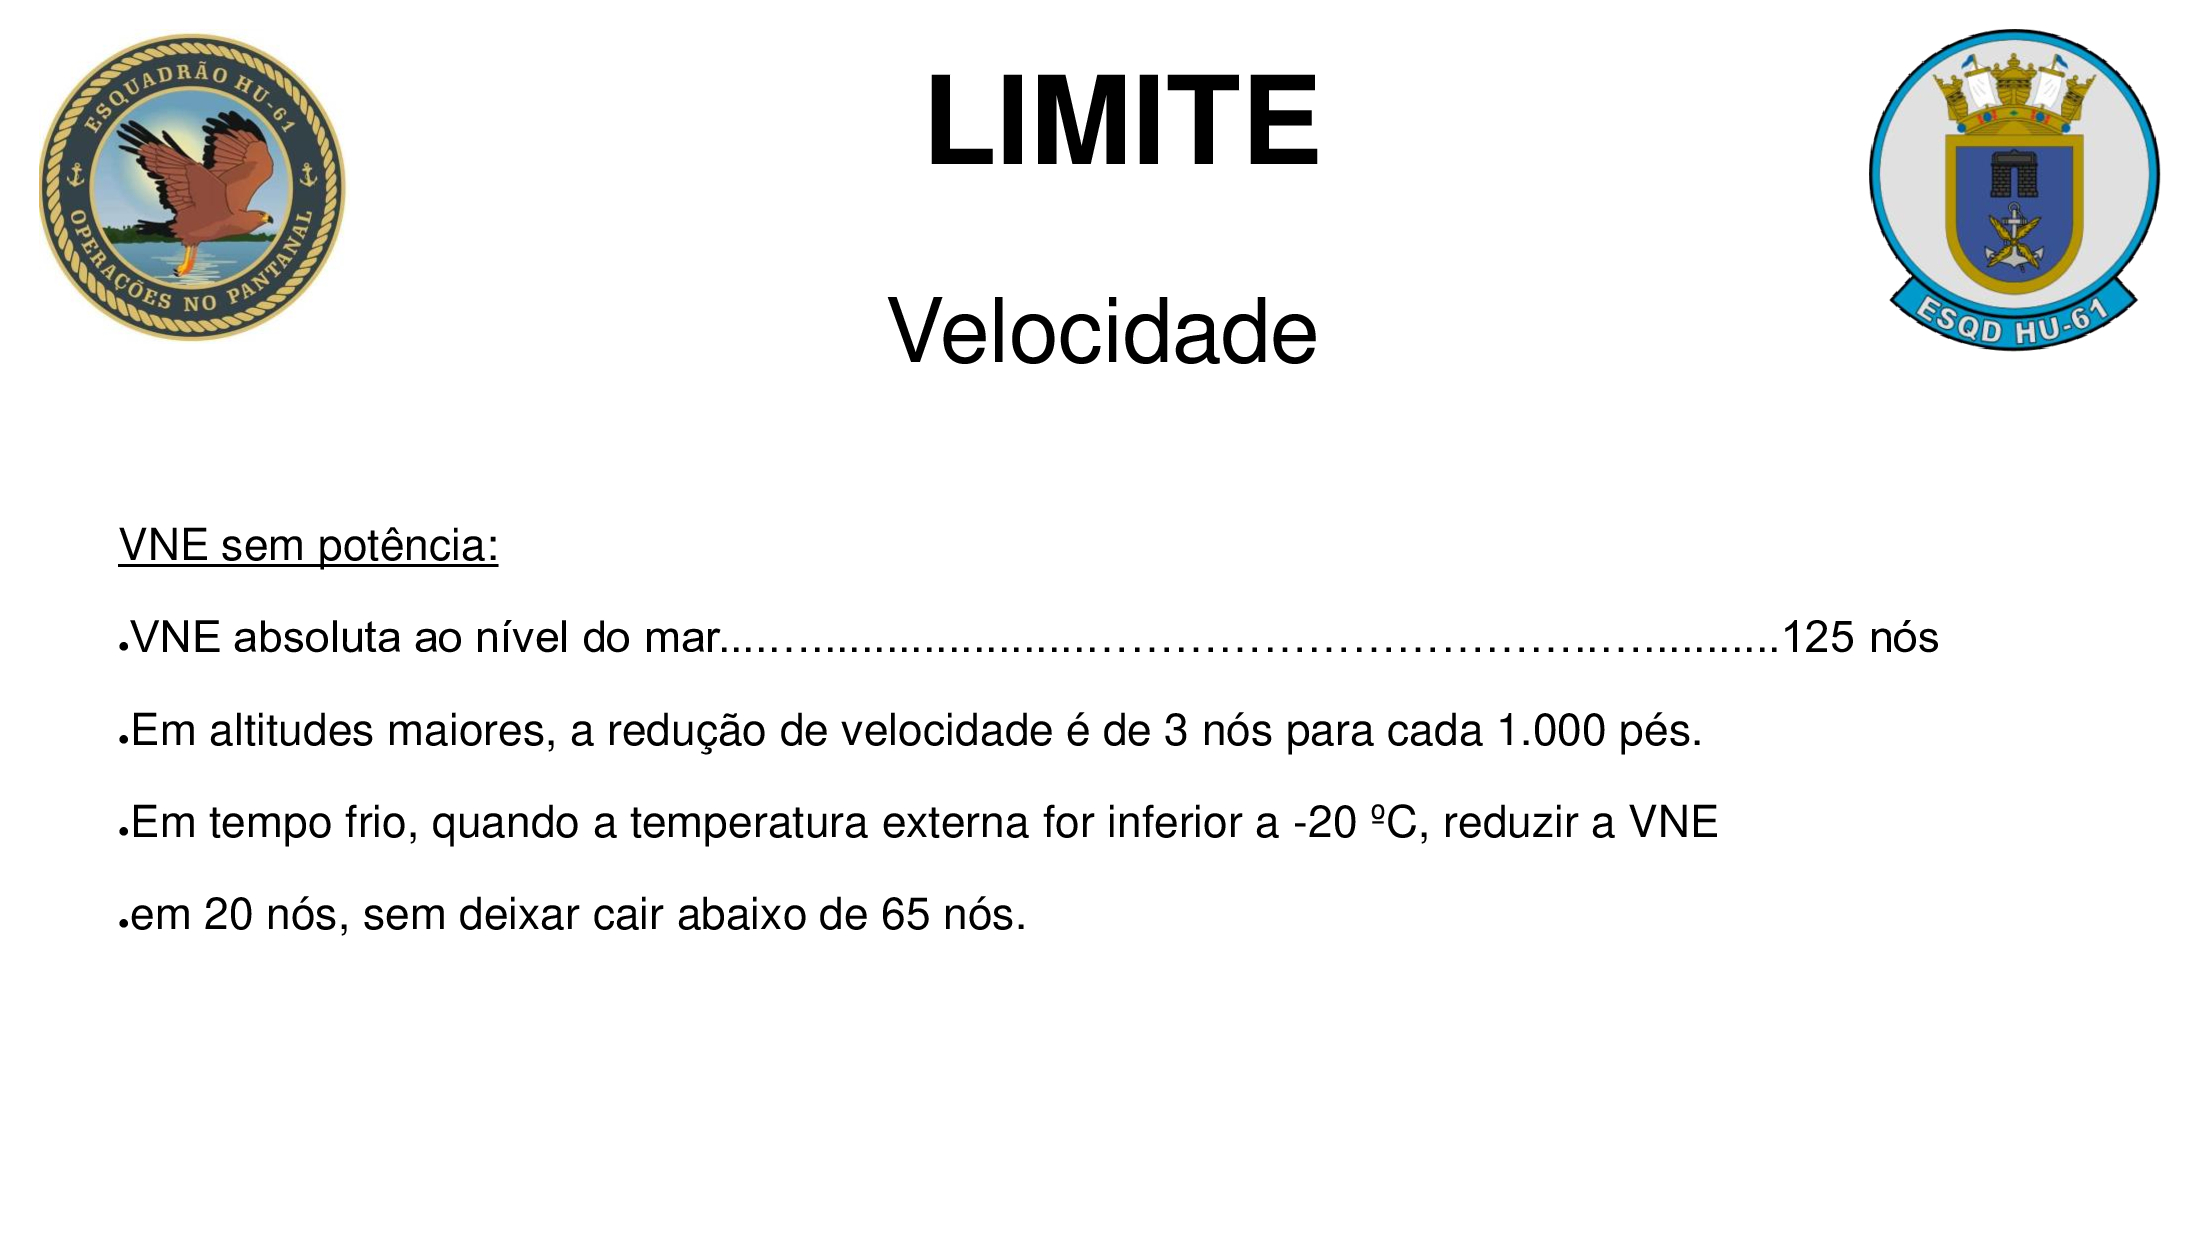 ESQUADRÃO HU-61
OPERAÇÕES NO PANTANAL
LIMITE
ESQD HU-61
Velocidade
VNE sem potência:
●VNE absoluta ao nível do mar....…......................……………………………..…...........125 nós
●Em altitudes maiores, a redução de velocidade é de 3 nós para cada 1.000 pés.
●Em tempo frio, quando a temperatura externa for inferior a -20 ºC, reduzir a VNE
●em 20 nós, sem deixar cair abaixo de 65 nós.